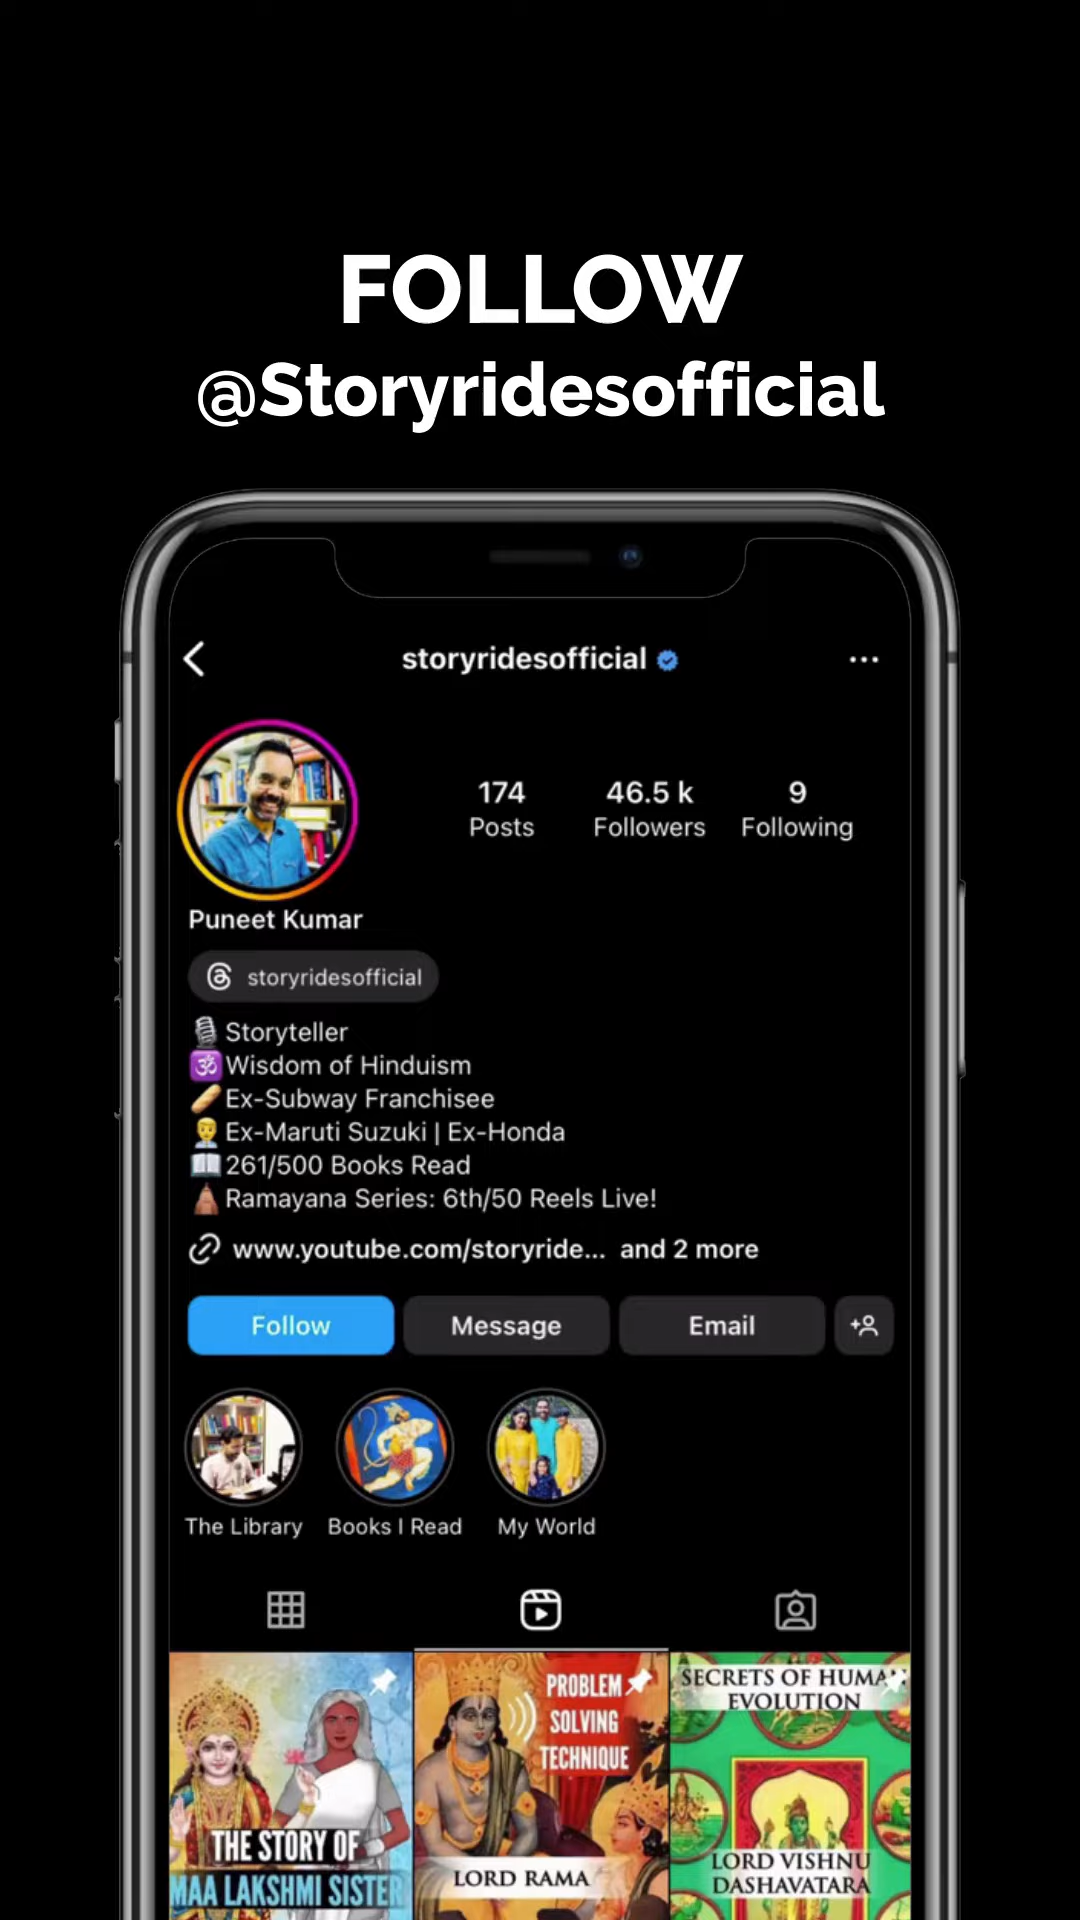 FOLLOW
@Storyridesofficial
storyridesofficial
174
46.5 k
9
Posts
Followers
Following
Puneet Kumar
storyridesofficial
🎙️Storyteller
🕉️Wisdom of Hinduism
🥖Ex-Subway Franchisee
👨‍💼Ex-Maruti Suzuki | Ex-Honda
📖261/500 Books Read
🛕Ramayana Series: 6th/50 Reels Live!
www.youtube.com/storyride... and 2 more
Follow
Message
Email
The Library
Books I Read
My World
THE STORY OF
MAA LAKSHMI SISTER
PROBLEM
SOLVING
TECHNIQUE
LORD RAMA
SECRETS OF HUMAN
EVOLUTION
LORD VISHNU
DASHAVATARA